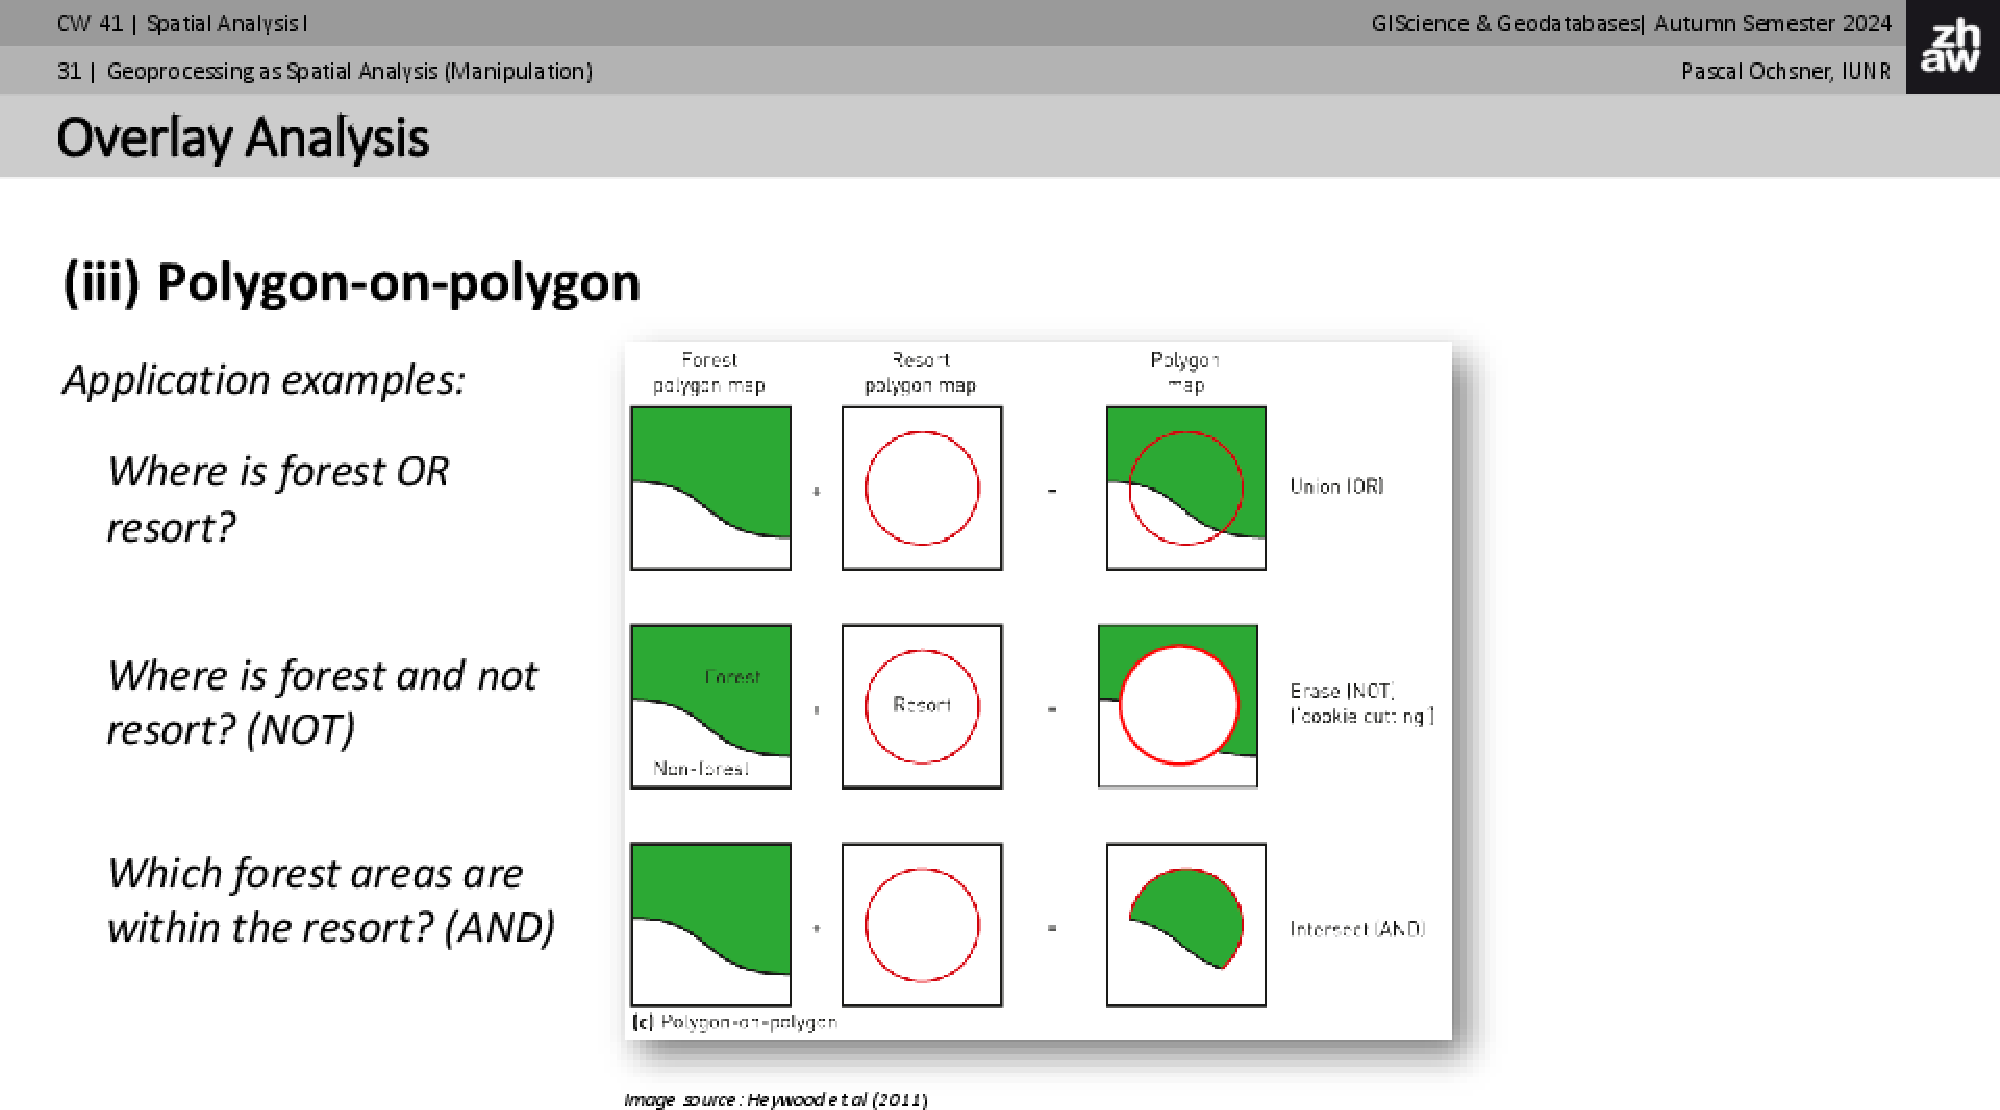 CW 41 | Spatial Analysis I
GIScience & Geodatabases| Autumn Semester 2024
zh
aw
31 | Geoprocessing as Spatial Analysis (Manipulation)
Pascal Ochsner, IUNR
Overlay Analysis
(iii) Polygon-on-polygon
Application examples:
Where is forest OR
resort?
Where is forest and not
resort? (NOT)
Which forest areas are
within the resort? (AND)
Forest
polygon map
Resort
polygon map
Polygon
map
+
=
Union (OR)
Forest
Non-forest
+
Resort
=
Erase (NOT)
('cookie cutting')
+
=
Intersect (AND)
(c) Polygon-on-polygon
Image source: Heywood et al (2011)